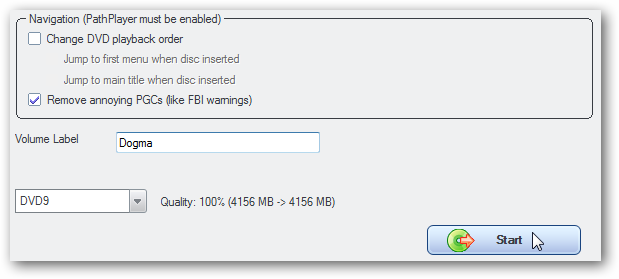 Navigation (PathPlayer must be enabled)
Change DVD playback order
Jump to first menu when disc inserted
Jump to main title when disc inserted
Remove annoying PGCs (like FBI warnings)
Volume Label Dogma
DVD9 Quality: 100% (4156 MB -> 4156 MB)
Start